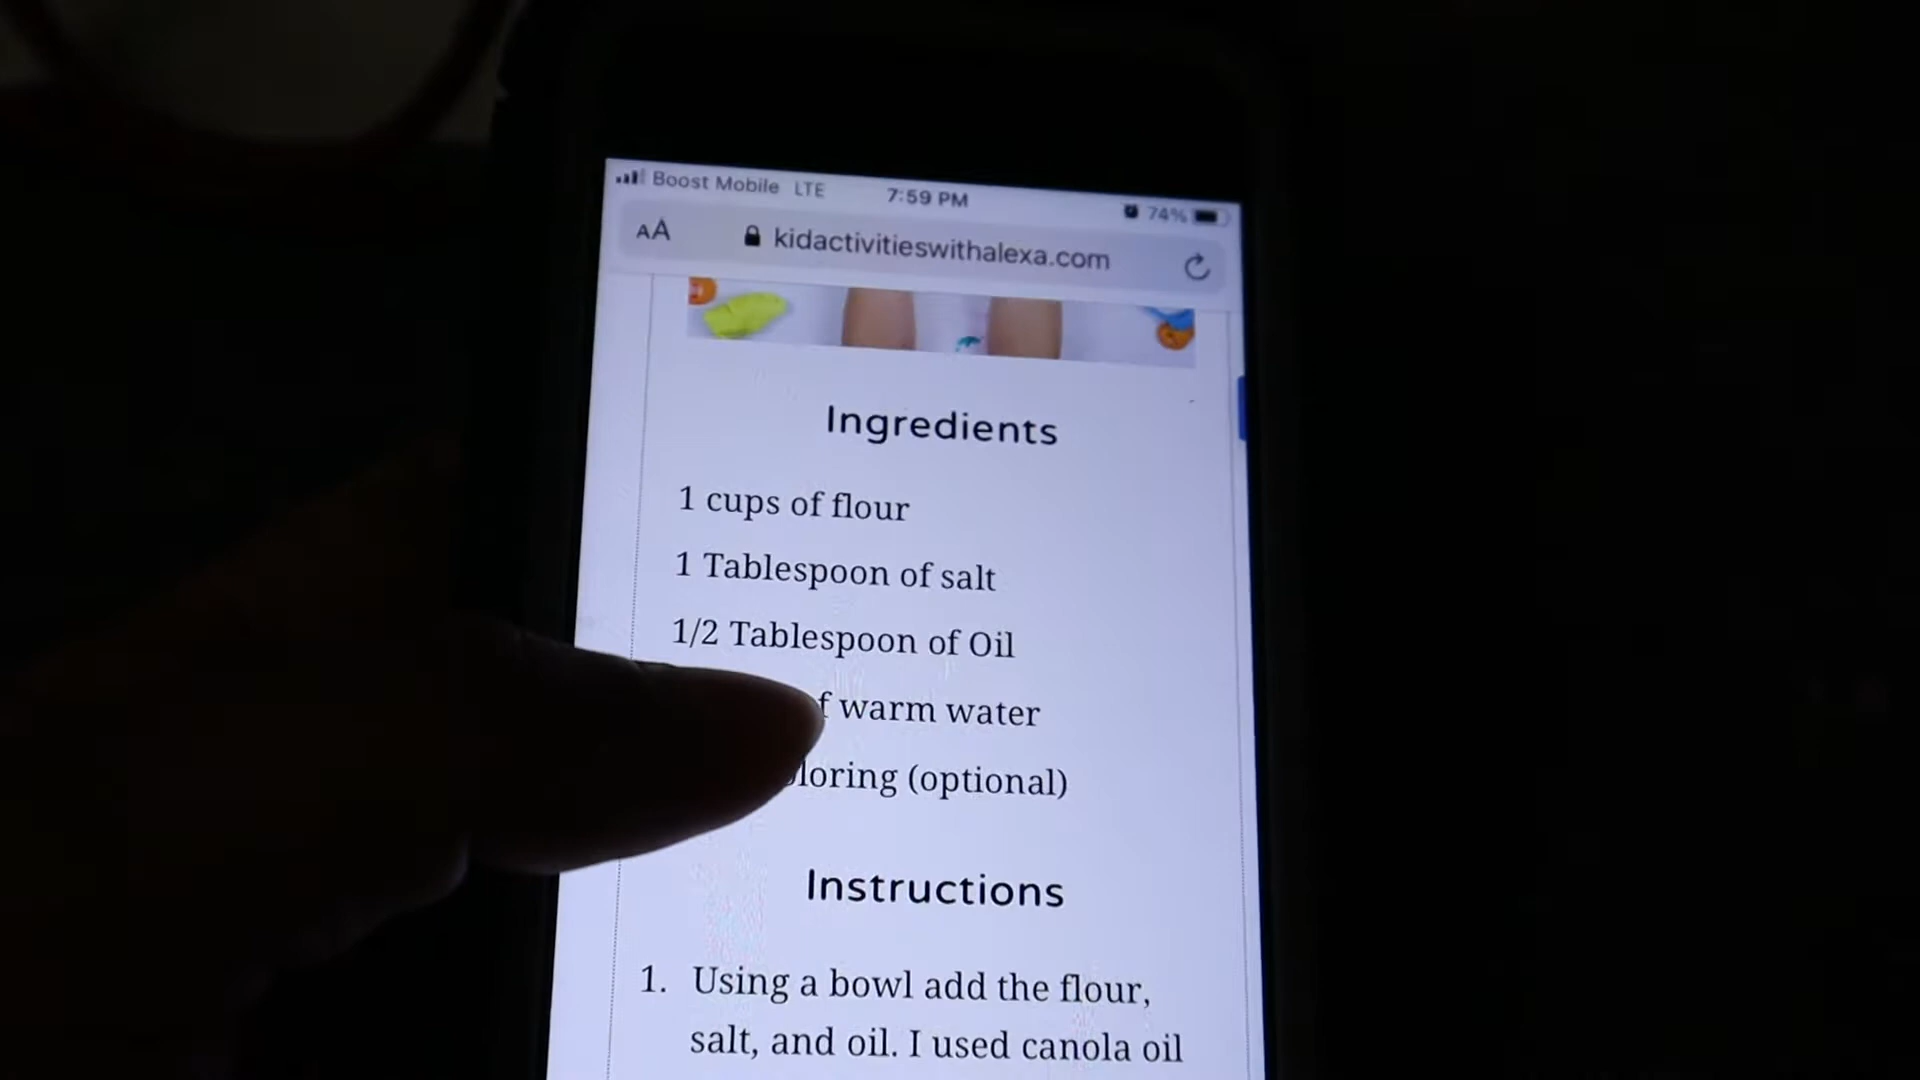 Boost Mobile LTE 7:59 PM 74%
AA kidactivitieswithalexa.com
Ingredients
1 cups of flour
1 Tablespoon of salt
1/2 Tablespoon of Oil
warm water
(optional)
Instructions
1. Using a bowl add the flour,
salt, and oil. I used canola oil